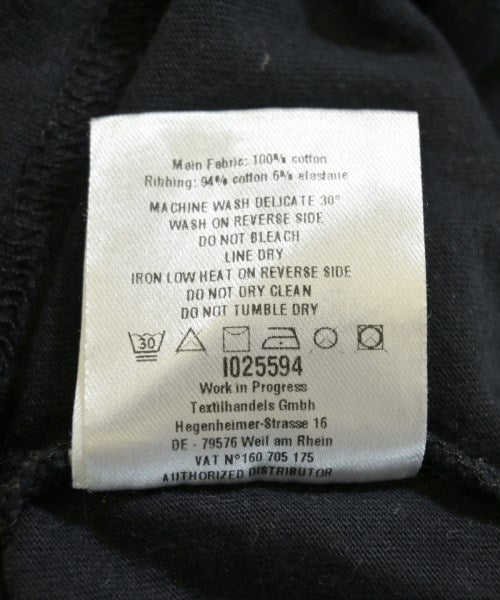 Main Fabric: 100% cotton
Ribbing: 94% cotton 6% elastane
MACHINE WASH DELICATE 30°
WASH ON REVERSE SIDE
DO NOT BLEACH
LINE DRY
IRON LOW HEAT ON REVERSE SIDE
DO NOT DRY CLEAN
DO NOT TUMBLE DRY
30
I025594
Work in Progress
Textilhandels GmbH
Hegenheimer-Strasse 16
DE - 79576 Weil am Rhein
VAT N°160 705 175
AUTHORIZED DISTRIBUTOR